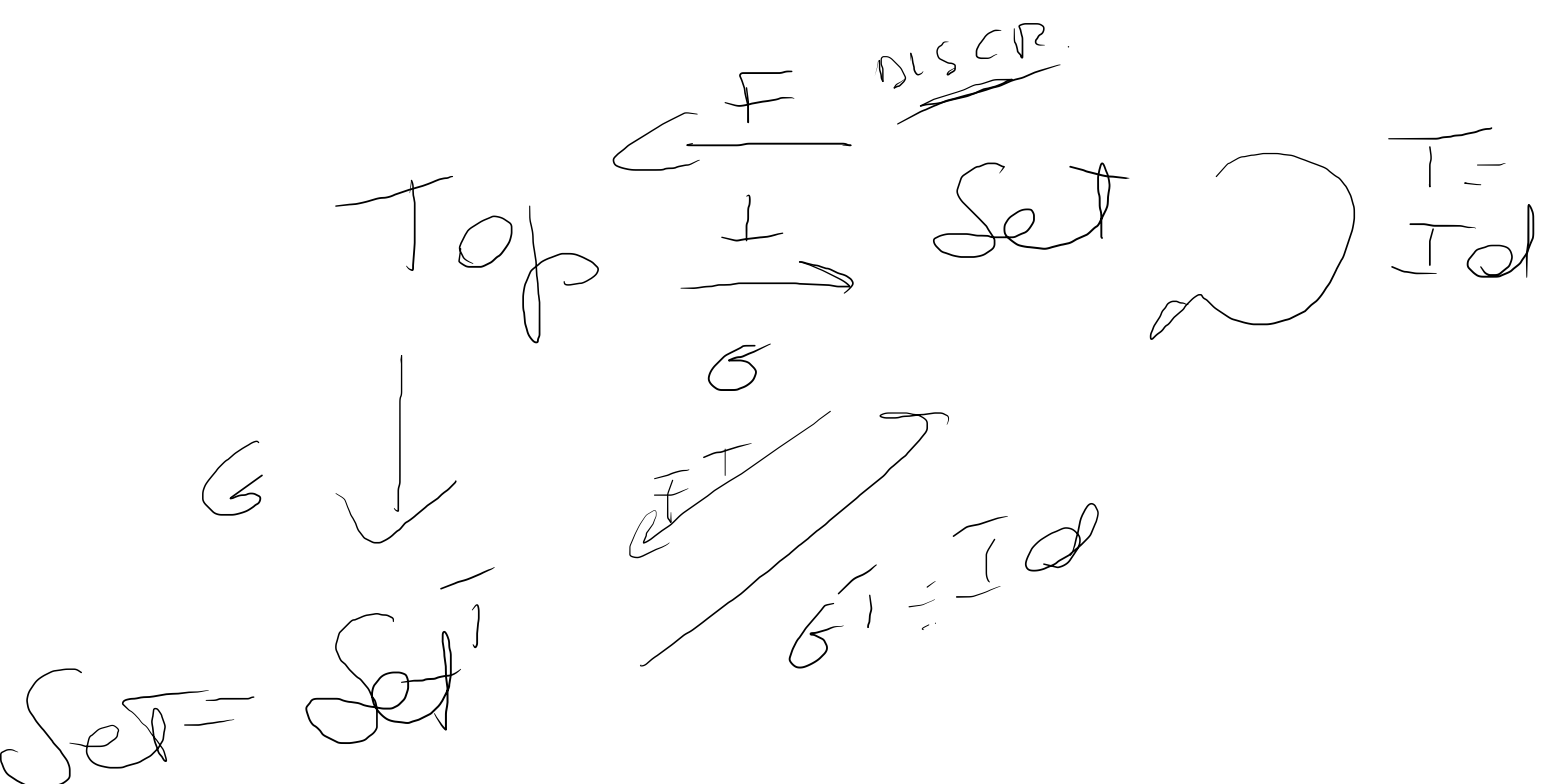 DISCR.
F
Top ⊥ Set T = Id
G
F^T
G
G^T = Id
Set = Set^T